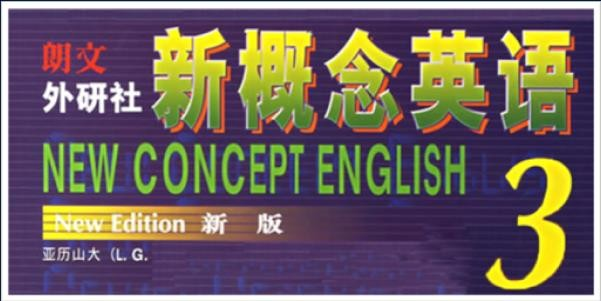 朗文
外研社
新概念英语
NEW CONCEPT ENGLISH
3
New Edition 新 版
亚历山大 (L. G.